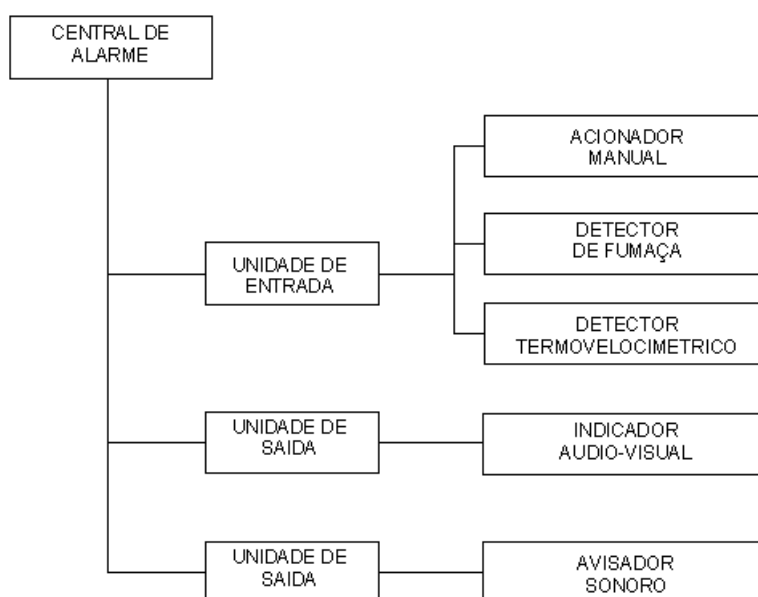 CENTRAL DE
ALARME
ACIONADOR
MANUAL
DETECTOR
DE FUMAÇA
UNIDADE DE
ENTRADA
DETECTOR
TERMOVELOCIMETRICO
UNIDADE DE
SAIDA
INDICADOR
AUDIO-VISUAL
UNIDADE DE
SAIDA
AVISADOR
SONORO